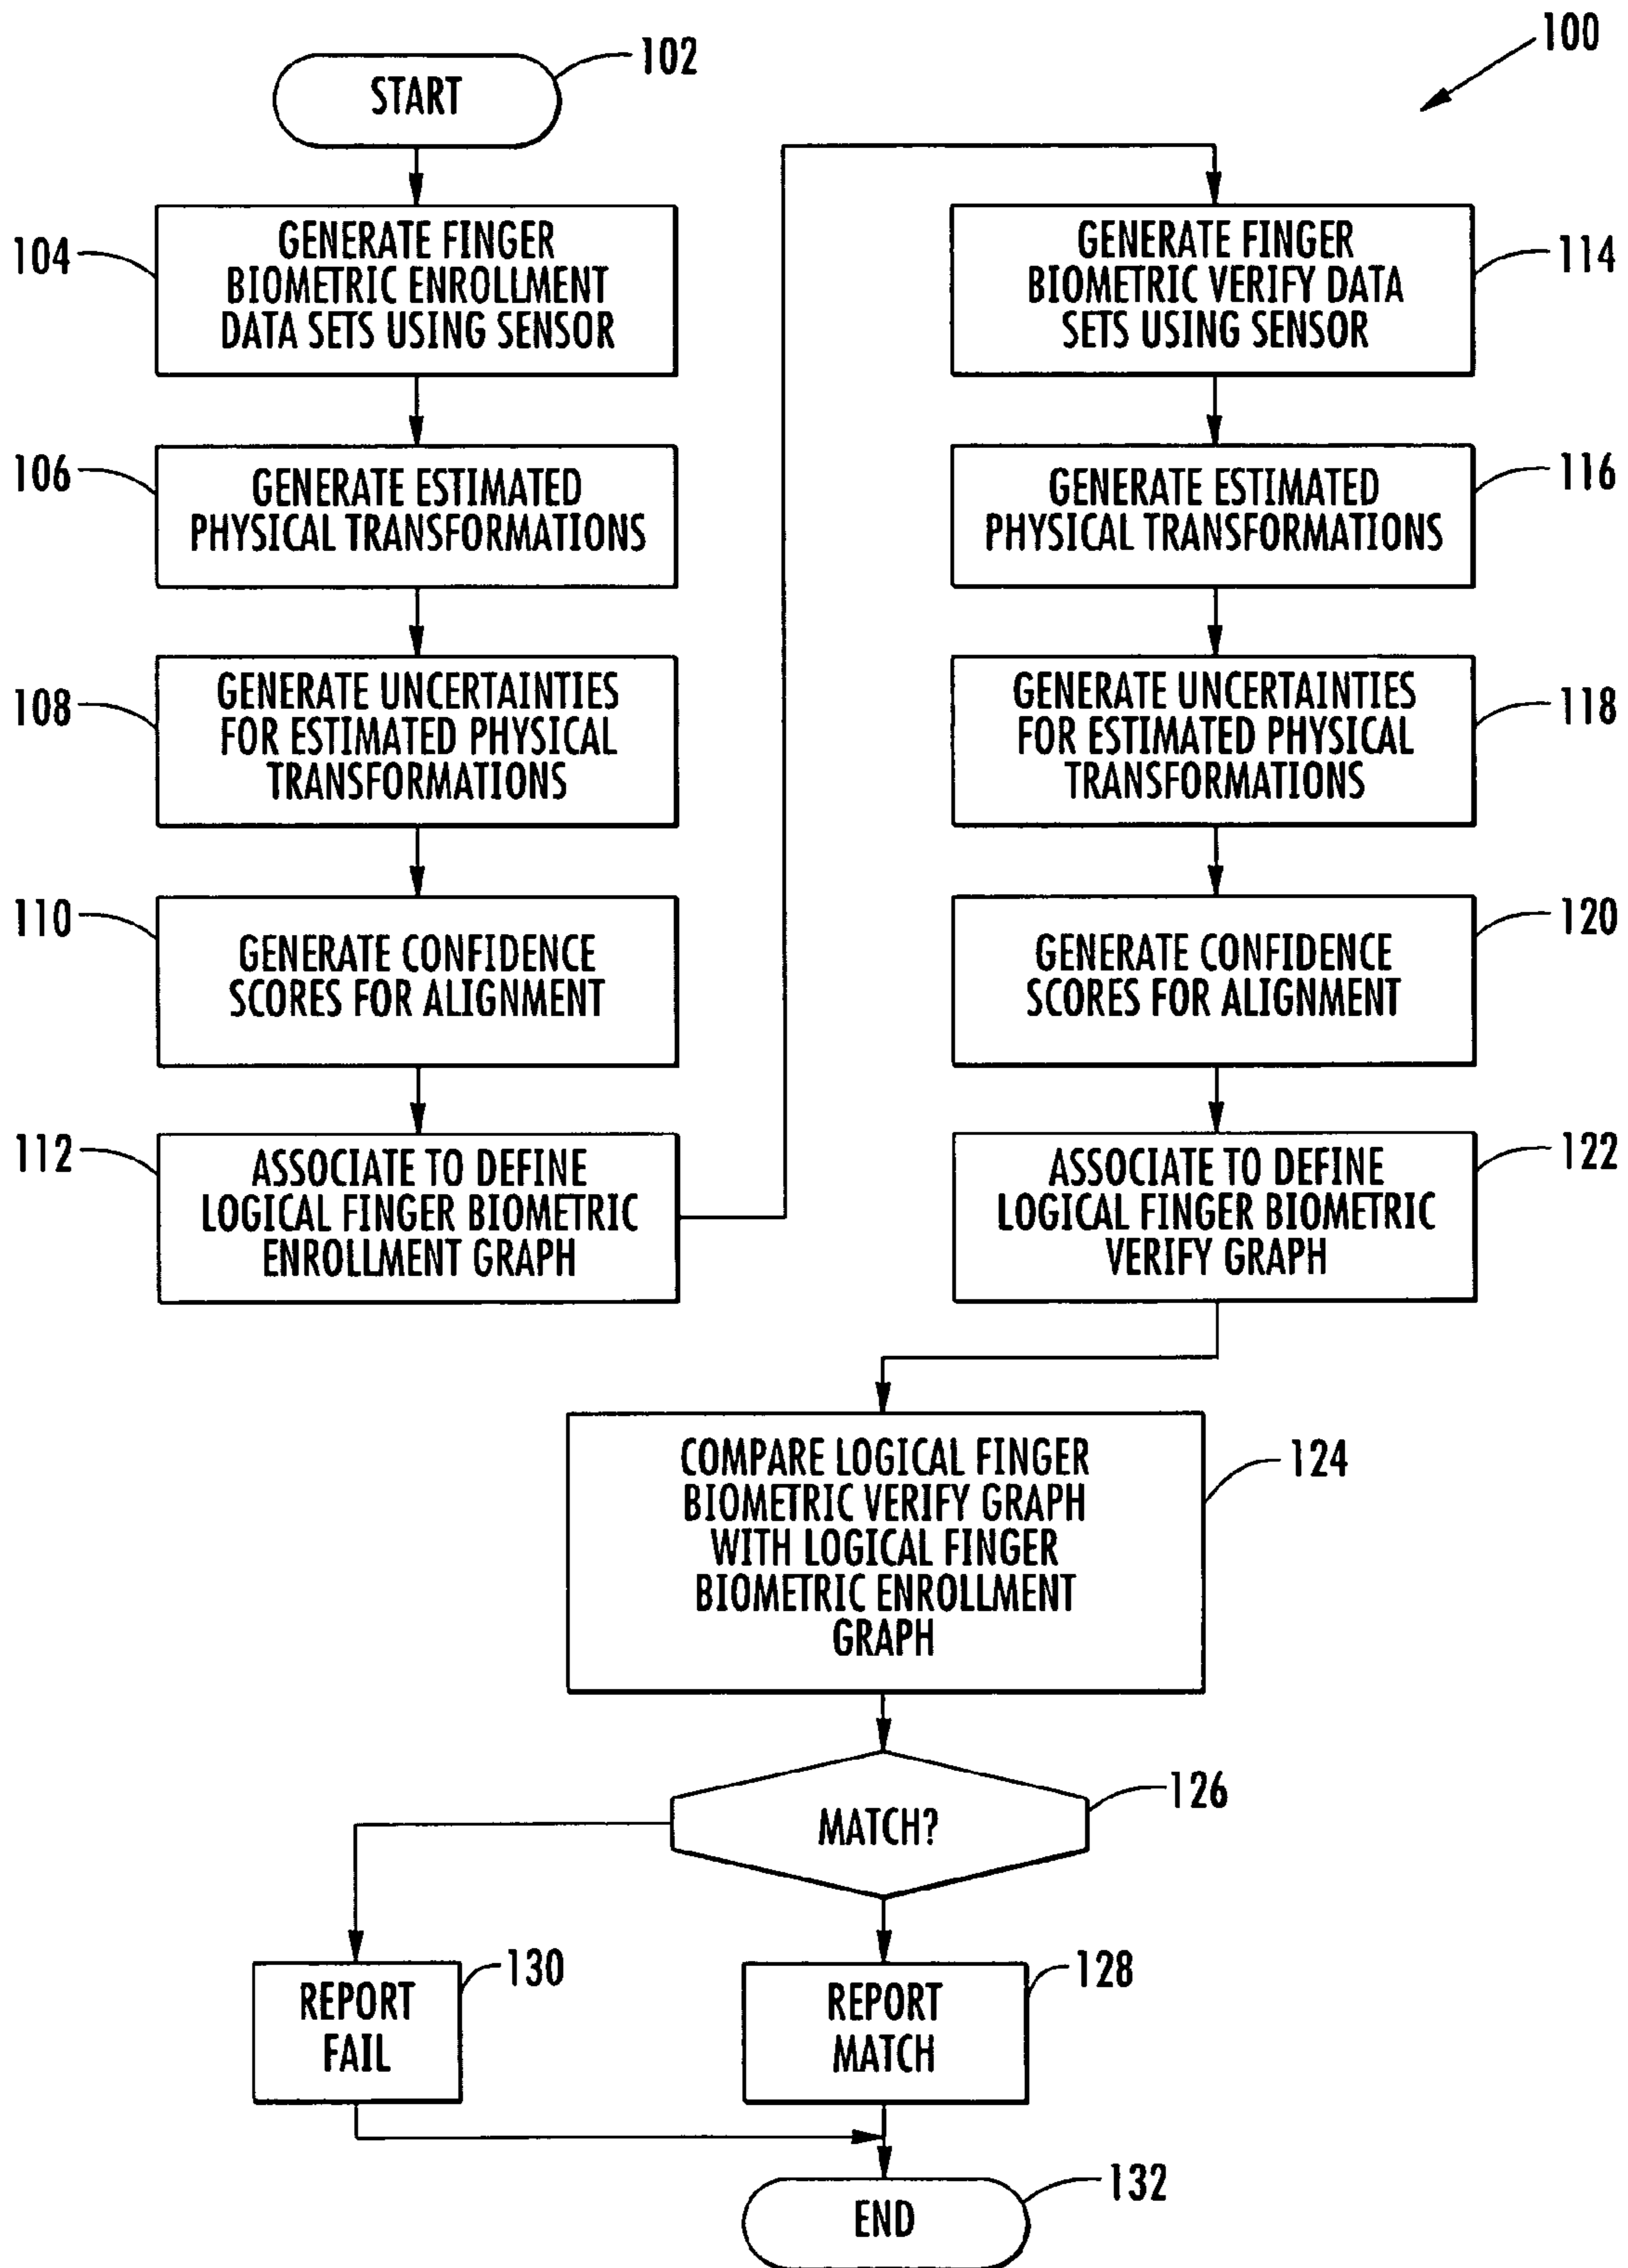 100
START
102
GENERATE FINGER
BIOMETRIC ENROLLMENT
DATA SETS USING SENSOR
104
GENERATE ESTIMATED
PHYSICAL TRANSFORMATIONS
106
GENERATE UNCERTAINTIES
FOR ESTIMATED PHYSICAL
TRANSFORMATIONS
108
GENERATE CONFIDENCE
SCORES FOR ALIGNMENT
110
ASSOCIATE TO DEFINE
LOGICAL FINGER BIOMETRIC
ENROLLMENT GRAPH
112
GENERATE FINGER
BIOMETRIC VERIFY DATA
SETS USING SENSOR
114
GENERATE ESTIMATED
PHYSICAL TRANSFORMATIONS
116
GENERATE UNCERTAINTIES
FOR ESTIMATED PHYSICAL
TRANSFORMATIONS
118
GENERATE CONFIDENCE
SCORES FOR ALIGNMENT
120
ASSOCIATE TO DEFINE
LOGICAL FINGER BIOMETRIC
VERIFY GRAPH
122
COMPARE LOGICAL FINGER
BIOMETRIC VERIFY GRAPH
WITH LOGICAL FINGER
BIOMETRIC ENROLLMENT
GRAPH
124
MATCH?
126
REPORT
FAIL
130
REPORT
MATCH
128
END
132